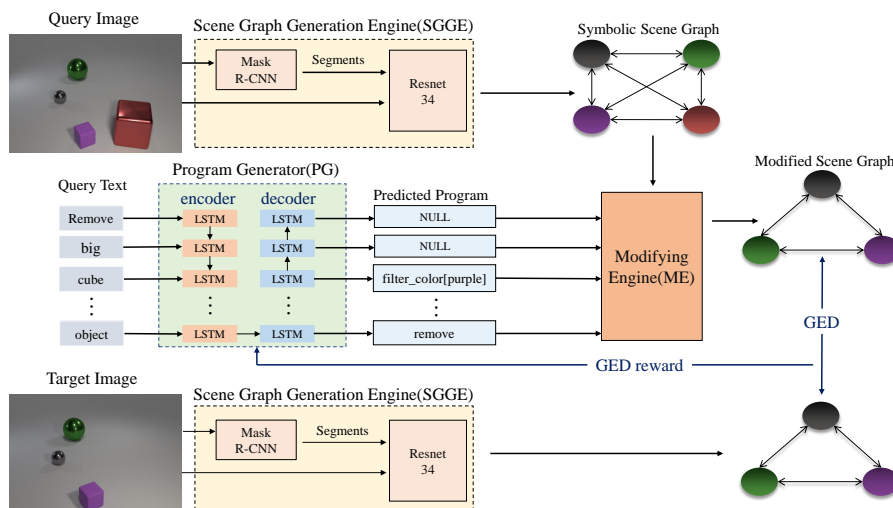 Query Image
Scene Graph Generation Engine(SGGE)
Mask
R-CNN
Segments
Resnet
34
Symbolic Scene Graph
Program Generator(PG)
Query Text
encoder
decoder
Predicted Program
Modified Scene Graph
Remove
LSTM
LSTM
NULL
big
LSTM
LSTM
NULL
cube
LSTM
LSTM
filter_color[purple]
object
LSTM
LSTM
remove
Modifying
Engine(ME)
GED
GED reward
Target Image
Scene Graph Generation Engine(SGGE)
Mask
R-CNN
Segments
Resnet
34